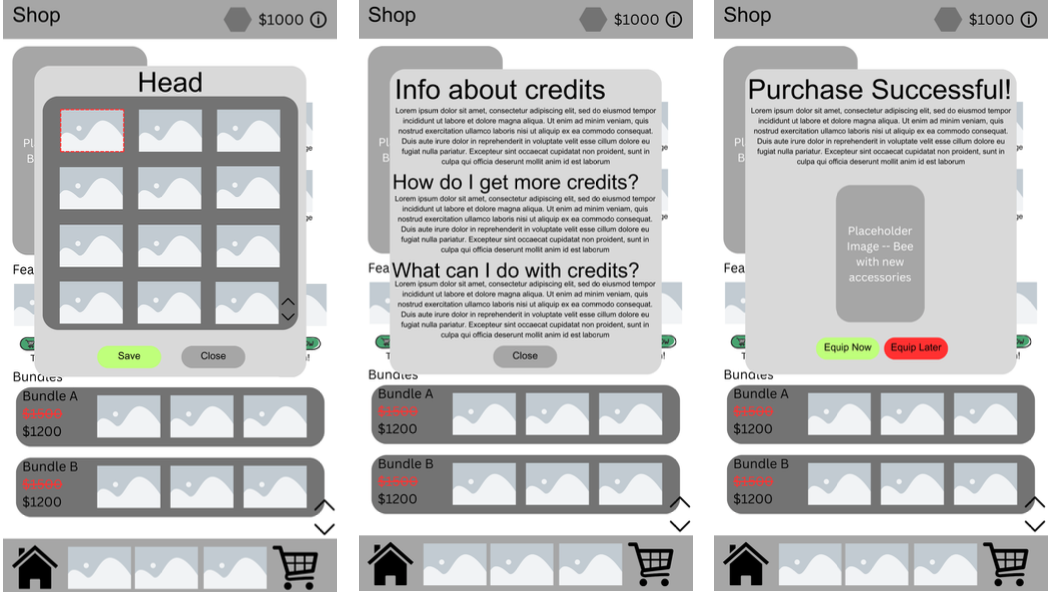 Shop
$1000
Head
Pl
B
ge
ge
Fea
Save
Close
T
!
Bundles
Bundle A
$1500
$1200
Bundle B
$1500
$1200
Shop
$1000
Info about credits
Lorem ipsum dolor sit amet, consectetur adipiscing elit, sed do eiusmod tempor
incididunt ut labore et dolore magna aliqua. Ut enim ad minim veniam, quis
nostrud exercitation ullamco laboris nisi ut aliquip ex ea commodo consequat.
Duis aute irure dolor in reprehenderit in voluptate velit esse cillum dolore eu
fugiat nulla pariatur. Excepteur sint occaecat cupidatat non proident, sunt in
culpa qui officia deserunt mollit anim id est laborum
How do I get more credits?
Lorem ipsum dolor sit amet, consectetur adipiscing elit, sed do eiusmod tempor
incididunt ut labore et dolore magna aliqua. Ut enim ad minim veniam, quis
nostrud exercitation ullamco laboris nisi ut aliquip ex ea commodo consequat.
Duis aute irure dolor in reprehenderit in voluptate velit esse cillum dolore eu
fugiat nulla pariatur. Excepteur sint occaecat cupidatat non proident, sunt in
culpa qui officia deserunt mollit anim id est laborum
What can I do with credits?
Lorem ipsum dolor sit amet, consectetur adipiscing elit, sed do eiusmod tempor
incididunt ut labore et dolore magna aliqua. Ut enim ad minim veniam, quis
nostrud exercitation ullamco laboris nisi ut aliquip ex ea commodo consequat.
Duis aute irure dolor in reprehenderit in voluptate velit esse cillum dolore eu
fugiat nulla pariatur. Excepteur sint occaecat cupidatat non proident, sunt in
culpa qui officia deserunt mollit anim id est laborum
Close
Pl
B
Fea
T
!
Bundles
Bundle A
$1200
Bundle B
$1200
Shop
$1000
Purchase Successful!
Lorem ipsum dolor sit amet, consectetur adipiscing elit, sed do eiusmod tempor
incididunt ut labore et dolore magna aliqua. Ut enim ad minim veniam, quis
nostrud exercitation ullamco laboris nisi ut aliquip ex ea commodo consequat.
Duis aute irure dolor in reprehenderit in voluptate velit esse cillum dolore eu
fugiat nulla pariatur. Excepteur sint occaecat cupidatat non proident, sunt in
culpa qui officia deserunt mollit anim id est laborum
Placeholder
Image -- Bee
with new
accessories
Equip Now
Equip Later
Pl
B
ge
ge
Fea
T
!
Bundles
Bundle A
$1500
$1200
Bundle B
$1500
$1200